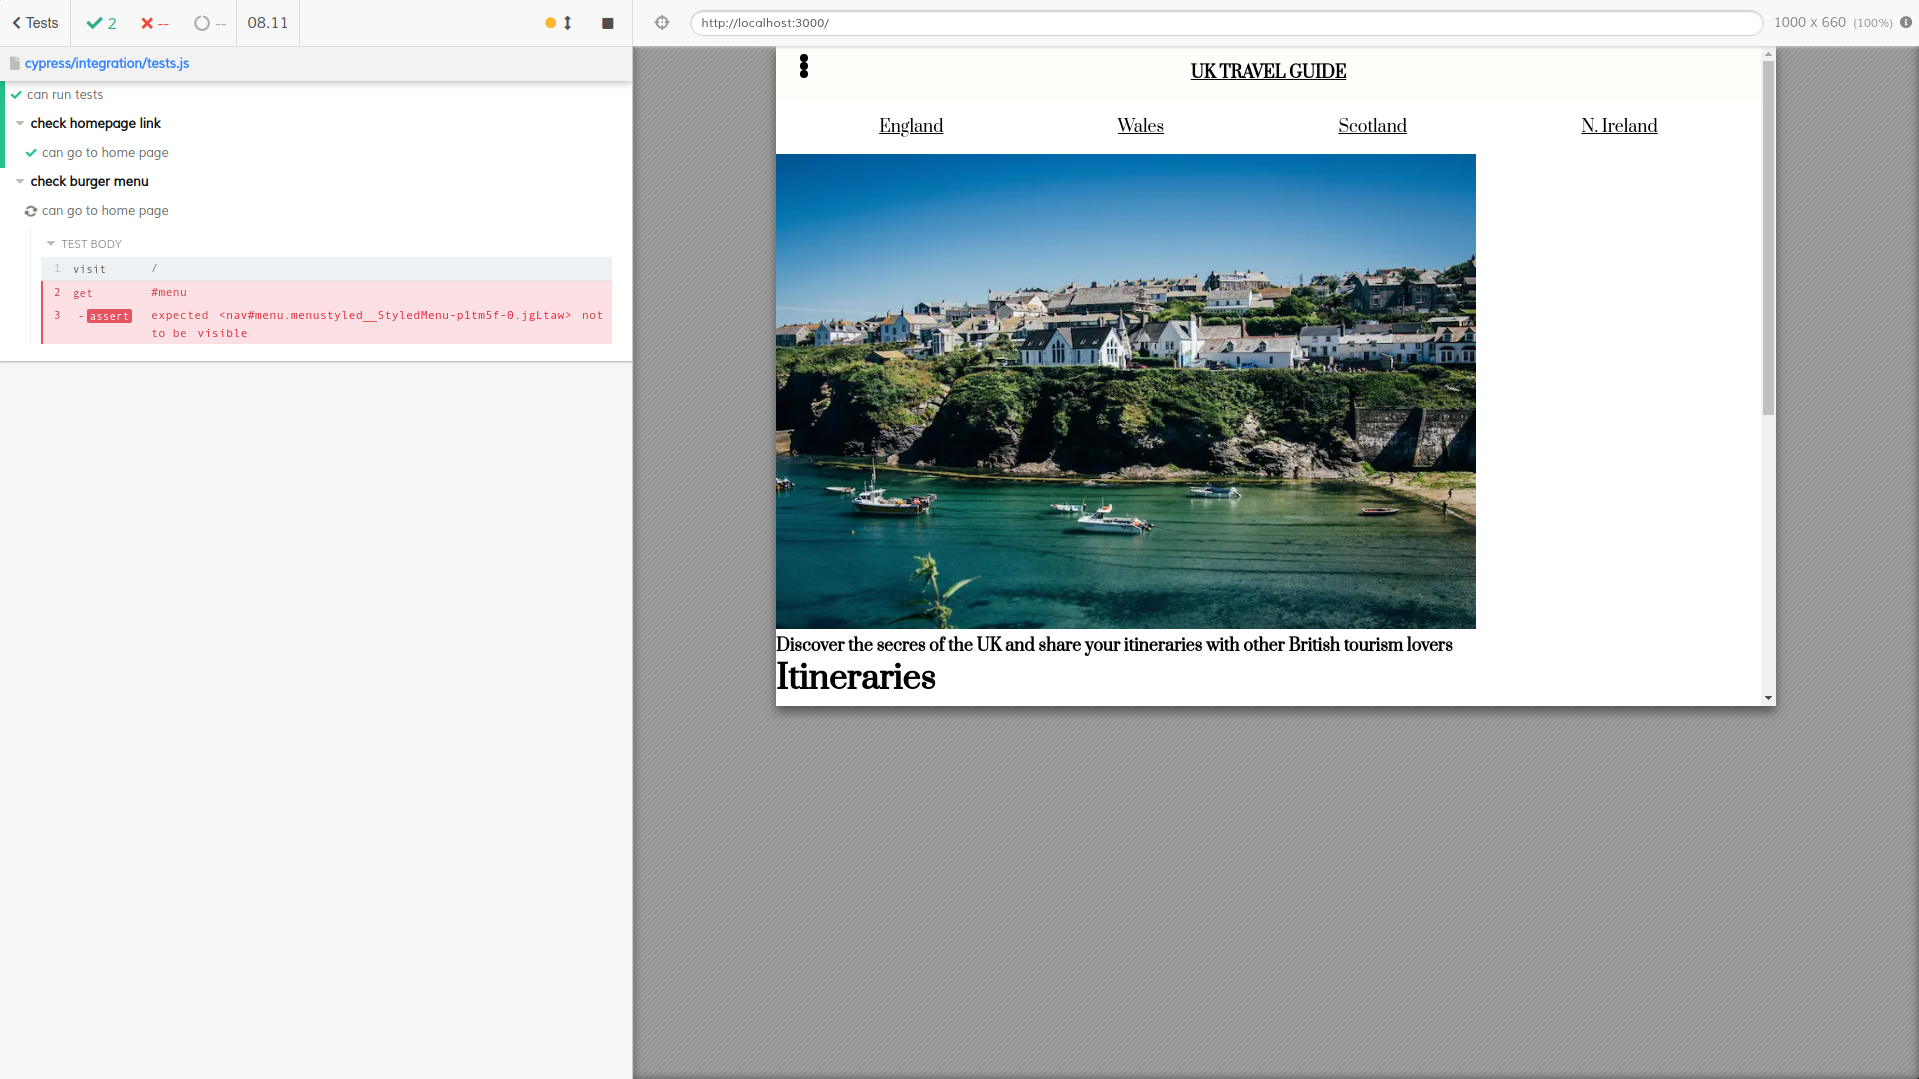 Tests
2
--
--
08.11
http://localhost:3000/
1000 x 660 (100%)
cypress/integration/tests.js
can run tests
check homepage link
can go to home page
check burger menu
can go to home page
TEST BODY
1 visit /
2 get #menu
3 -assert expected <nav#menu.menustyled__StyledMenu-p1tm5f-0.jgLtaw> not
to be visible
UK TRAVEL GUIDE
England Wales Scotland N. Ireland
Discover the secres of the UK and share your itineraries with other British tourism lovers
Itineraries